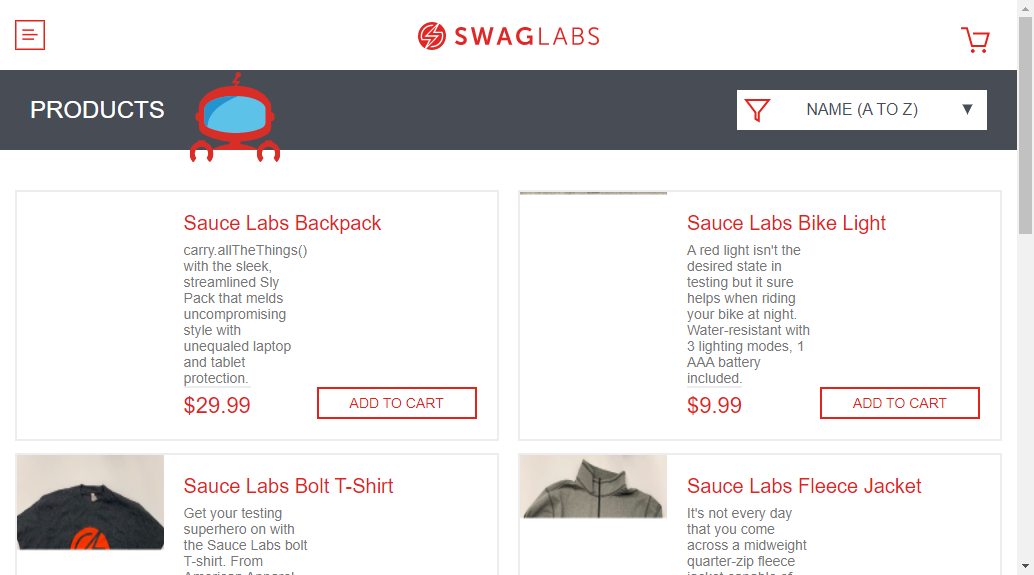 SWAGLABS
PRODUCTS
NAME (A TO Z)
Sauce Labs Backpack
carry.allTheThings()
with the sleek,
streamlined Sly
Pack that melds
uncompromising
style with
unequaled laptop
and tablet
protection.
$29.99
ADD TO CART
Sauce Labs Bike Light
A red light isn't the
desired state in
testing but it sure
helps when riding
your bike at night.
Water-resistant with
3 lighting modes, 1
AAA battery
included.
$9.99
ADD TO CART
Sauce Labs Bolt T-Shirt
Get your testing
superhero on with
the Sauce Labs bolt
T-shirt. From
American Apparel
Sauce Labs Fleece Jacket
It's not every day
that you come
across a midweight
quarter-zip fleece
jacket capable of